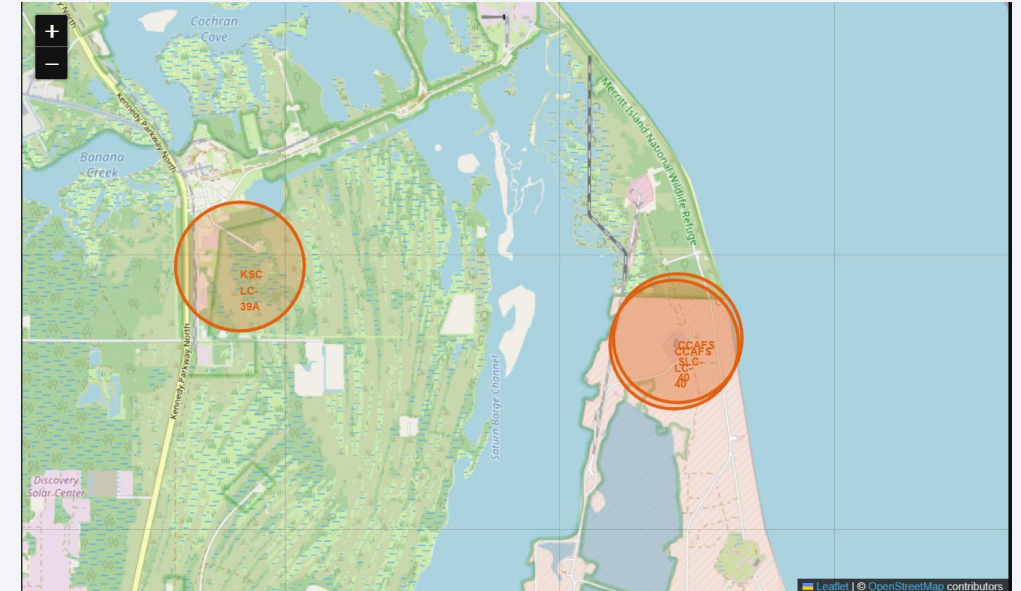 +
−
Cochran
Cove
y North
Kennedy Parkway North
Banana
Creek
Merritt Island National Wildlife Refuge
KSC
LC-
39A
CCAFS
SLC-
40
CCAFS
LC-
40
Kennedy Parkway North
Saturn Barge Channel
Discovery
Solar Center
Leaflet | © OpenStreetMap contributors